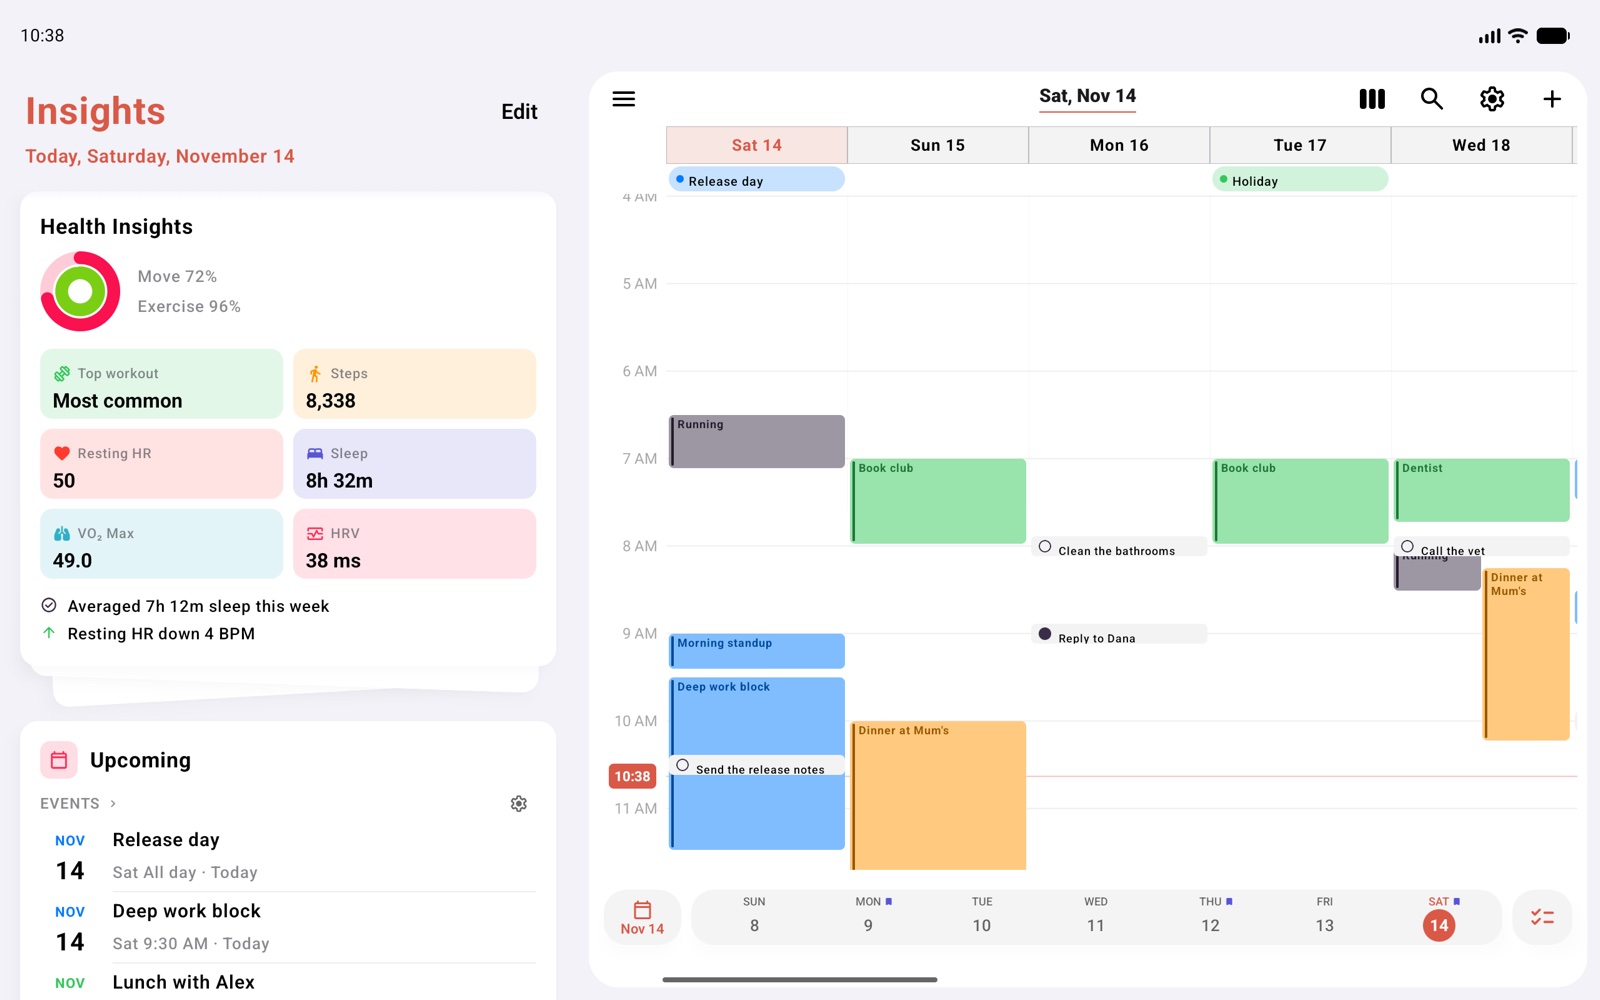 10:38
Insights
Edit
Today, Saturday, November 14
Health Insights
Move 72%
Exercise 96%
Top workout
Most common
Steps
8,338
Resting HR
50
Sleep
8h 32m
VO₂ Max
49.0
HRV
38 ms
Averaged 7h 12m sleep this week
Resting HR down 4 BPM
Upcoming
EVENTS
NOV
14
Release day
Sat All day · Today
NOV
14
Deep work block
Sat 9:30 AM · Today
NOV
Lunch with Alex
Sat, Nov 14
Sat 14
Sun 15
Mon 16
Tue 17
Wed 18
Release day
Holiday
4 AM
5 AM
6 AM
7 AM
8 AM
9 AM
10 AM
10:38
11 AM
Running
Morning standup
Deep work block
Send the release notes
Book club
Dinner at Mum's
Clean the bathrooms
Reply to Dana
Book club
Dentist
Call the vet
Running
Dinner at
Mum's
Nov 14
SUN
8
MON
9
TUE
10
WED
11
THU
12
FRI
13
SAT
14